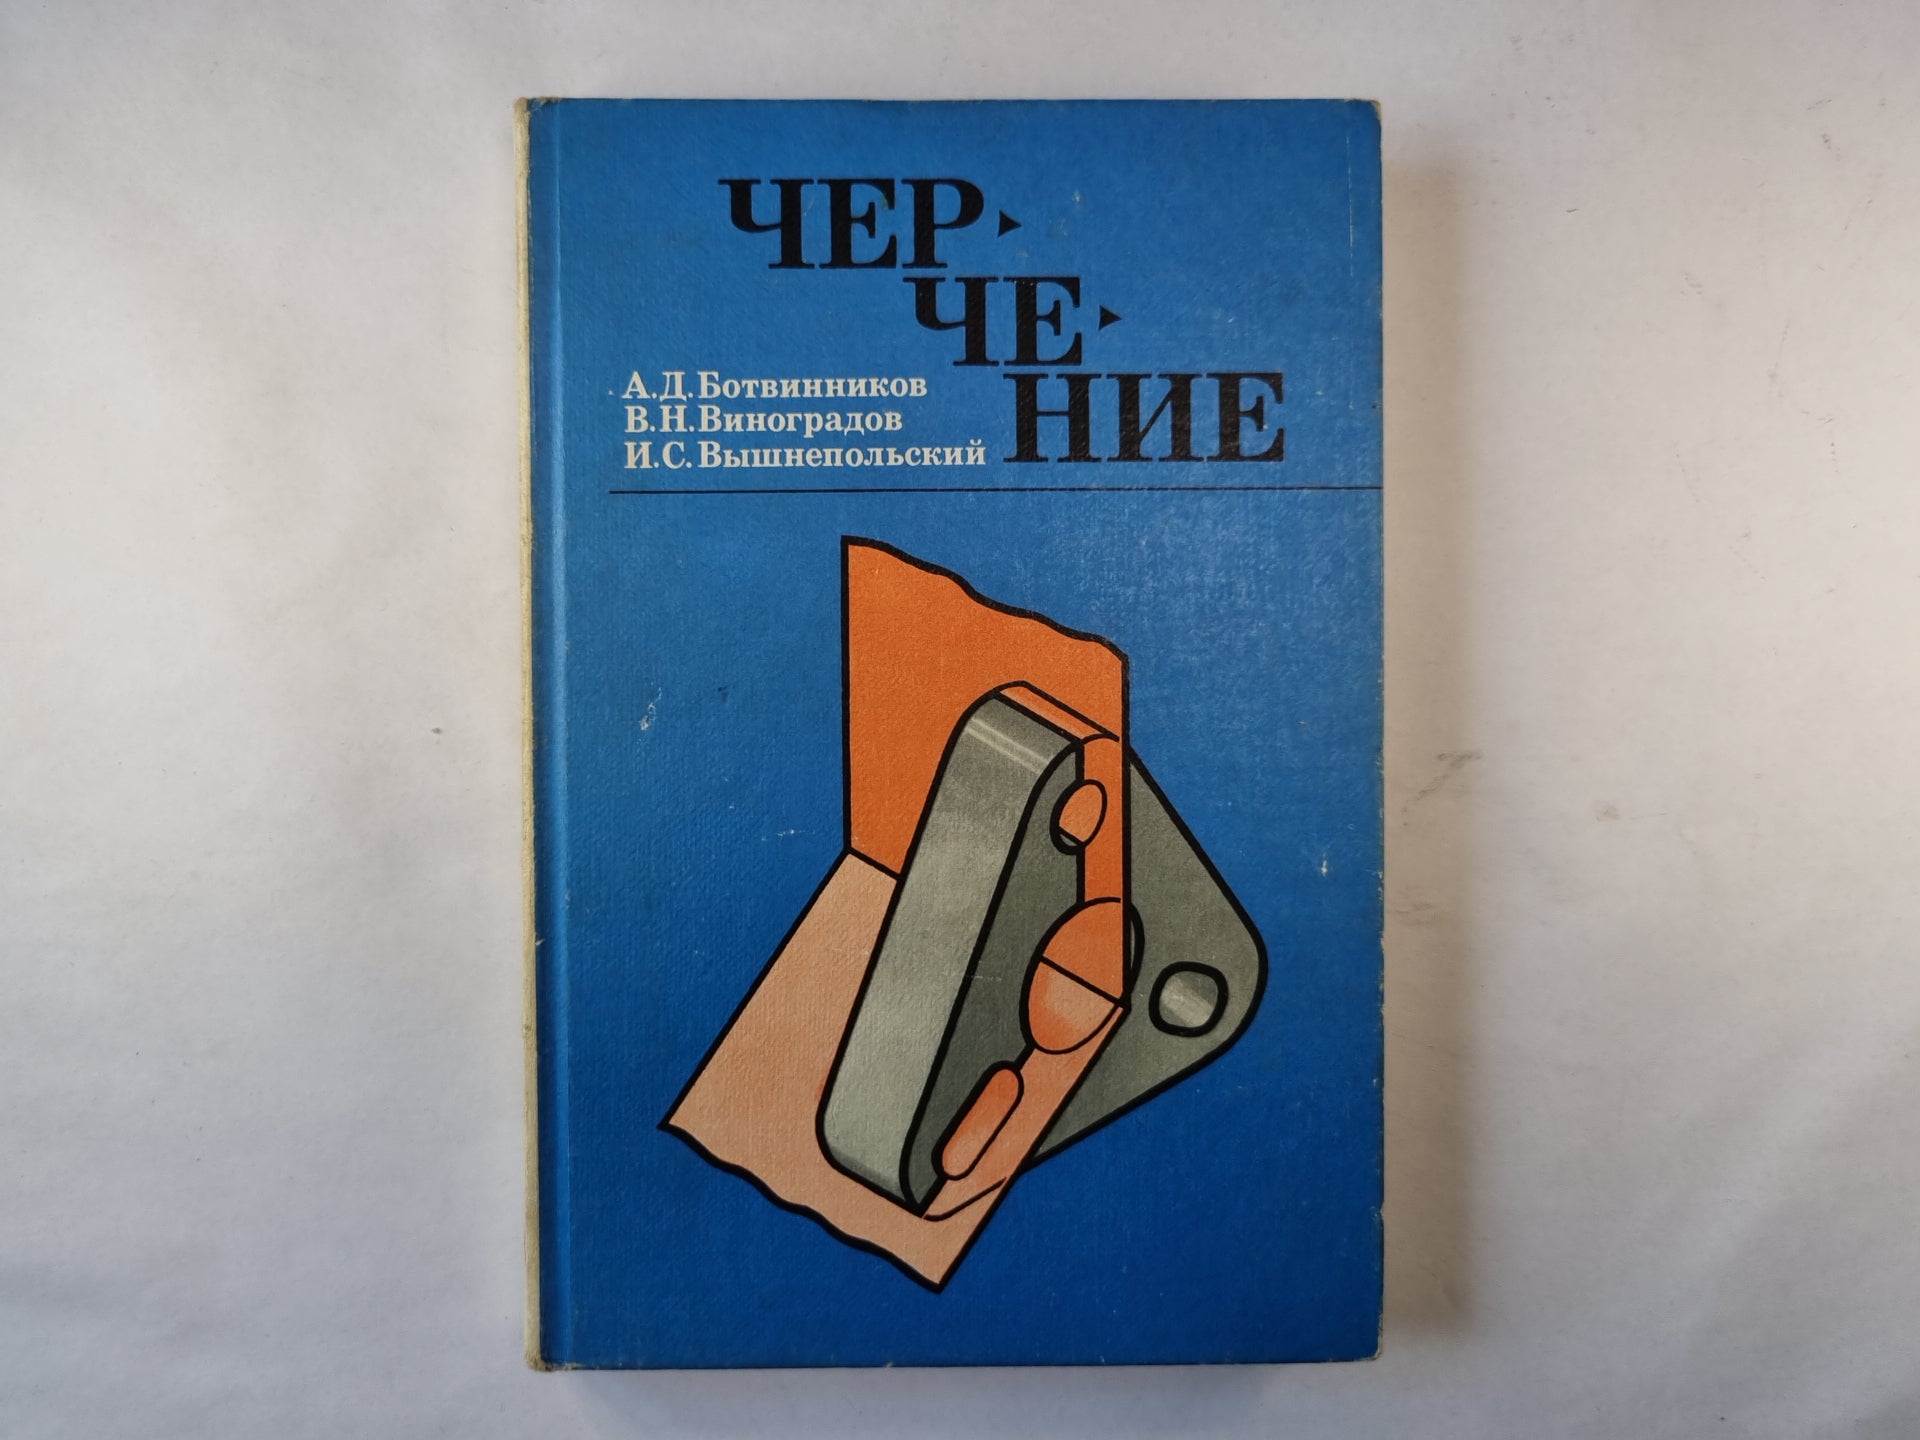 ЧЕР
ЧЕ
НИЕ
А.Д.Ботвинников
В.Н.Виноградов
И.С.Вышнепольский